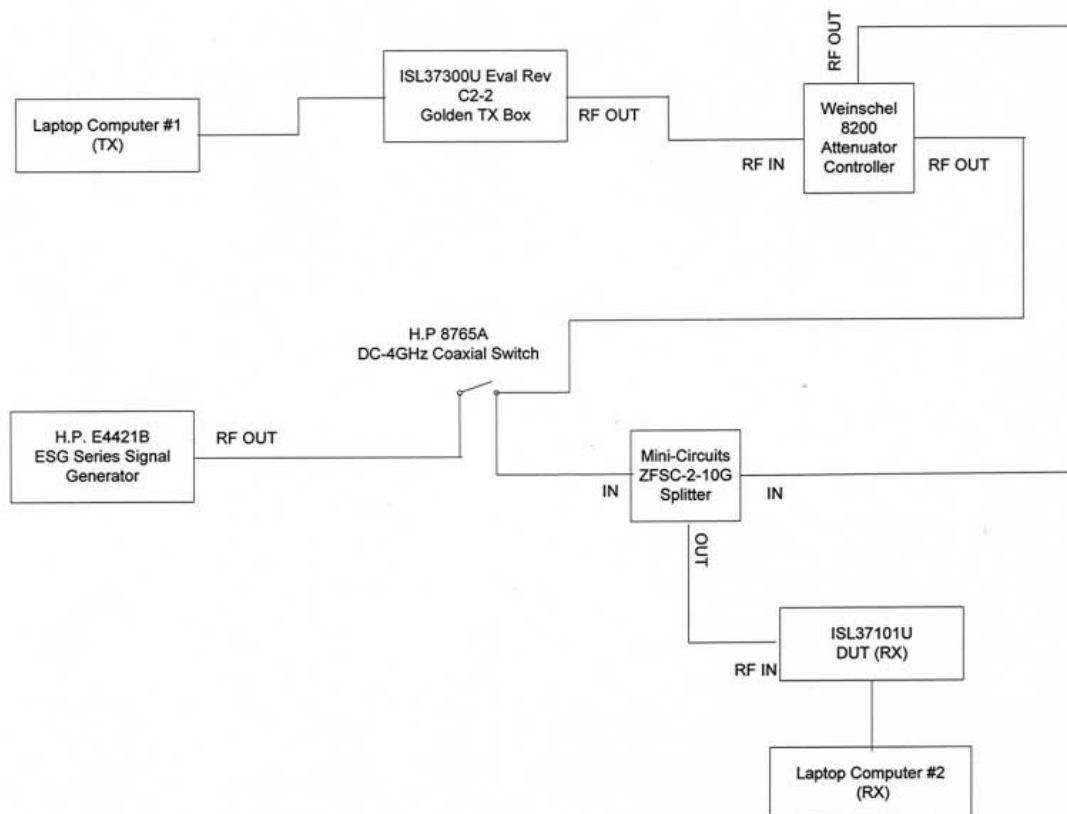 RF OUT
ISL37300U Eval Rev
C2-2
Golden TX Box
RF OUT
Laptop Computer #1
(TX)
Weinschel
8200
Attenuator
Controller
RF IN
RF OUT
H.P 8765A
DC-4GHz Coaxial Switch
H.P. E4421B
ESG Series Signal
Generator
RF OUT
Mini-Circuits
ZFSC-2-10G
Splitter
IN
IN
OUT
ISL37101U
DUT (RX)
RF IN
Laptop Computer #2
(RX)